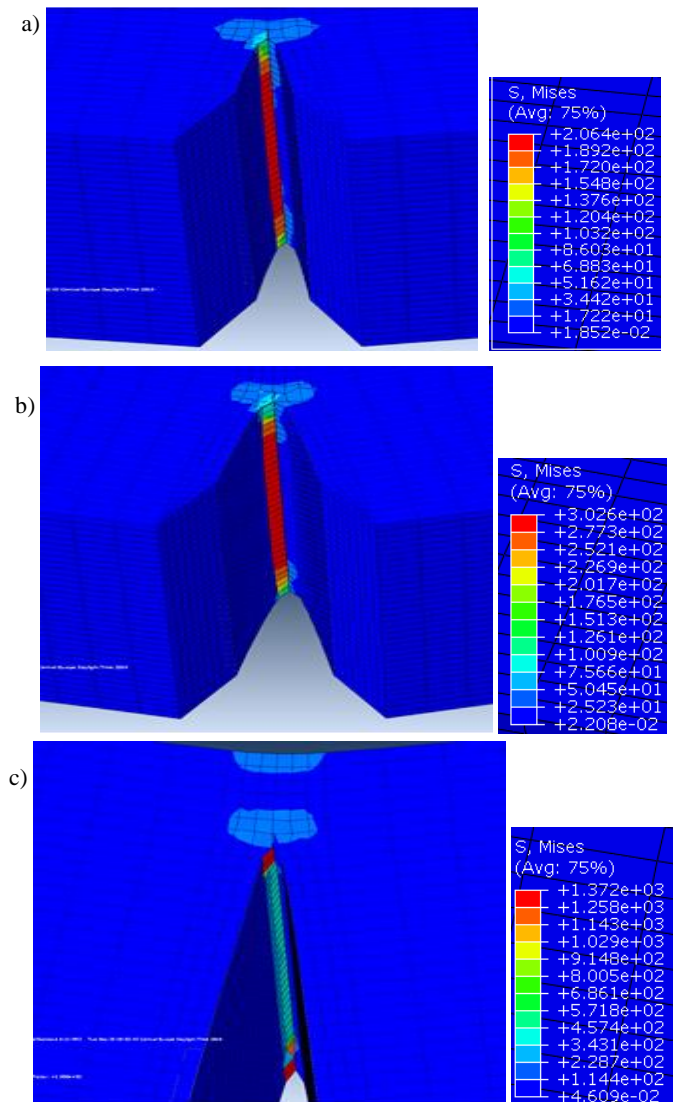 a)
S, Mises
(Avg: 75%)
+2.064e+02
+1.892e+02
+1.720e+02
+1.548e+02
+1.376e+02
+1.204e+02
+1.032e+02
+8.603e+01
+6.883e+01
+5.162e+01
+3.442e+01
+1.722e+01
+1.852e-02
b)
S, Mises
(Avg: 75%)
+3.026e+02
+2.773e+02
+2.521e+02
+2.269e+02
+2.017e+02
+1.765e+02
+1.513e+02
+1.261e+02
+1.009e+02
+7.566e+01
+5.045e+01
+2.523e+01
+2.208e-02
c)
S, Mises
(Avg: 75%)
+1.372e+03
+1.258e+03
+1.143e+03
+1.029e+03
+9.148e+02
+8.005e+02
+6.861e+02
+5.718e+02
+4.574e+02
+3.431e+02
+2.287e+02
+1.144e+02
+4.609e-02